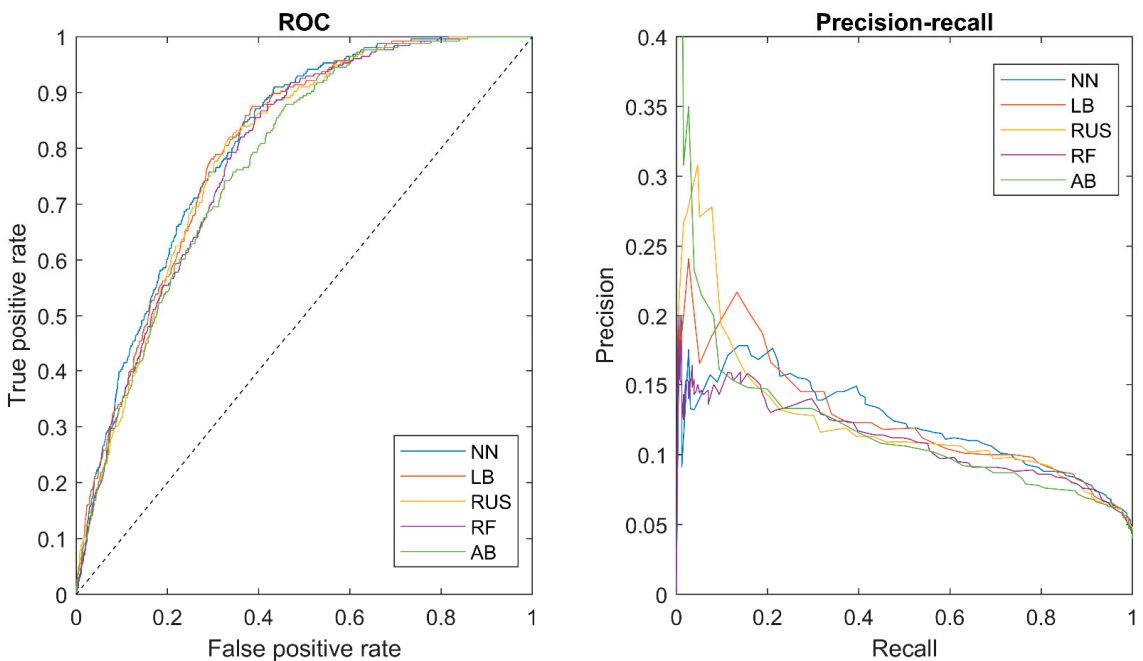 ROC
True positive rate
1
0.9
0.8
0.7
0.6
0.5
0.4
0.3
0.2
0.1
0
0 0.2 0.4 0.6 0.8 1
False positive rate
NN
LB
RUS
RF
AB
Precision-recall
Precision
0.4
0.35
0.3
0.25
0.2
0.15
0.1
0.05
0
0 0.2 0.4 0.6 0.8 1
Recall
NN
LB
RUS
RF
AB